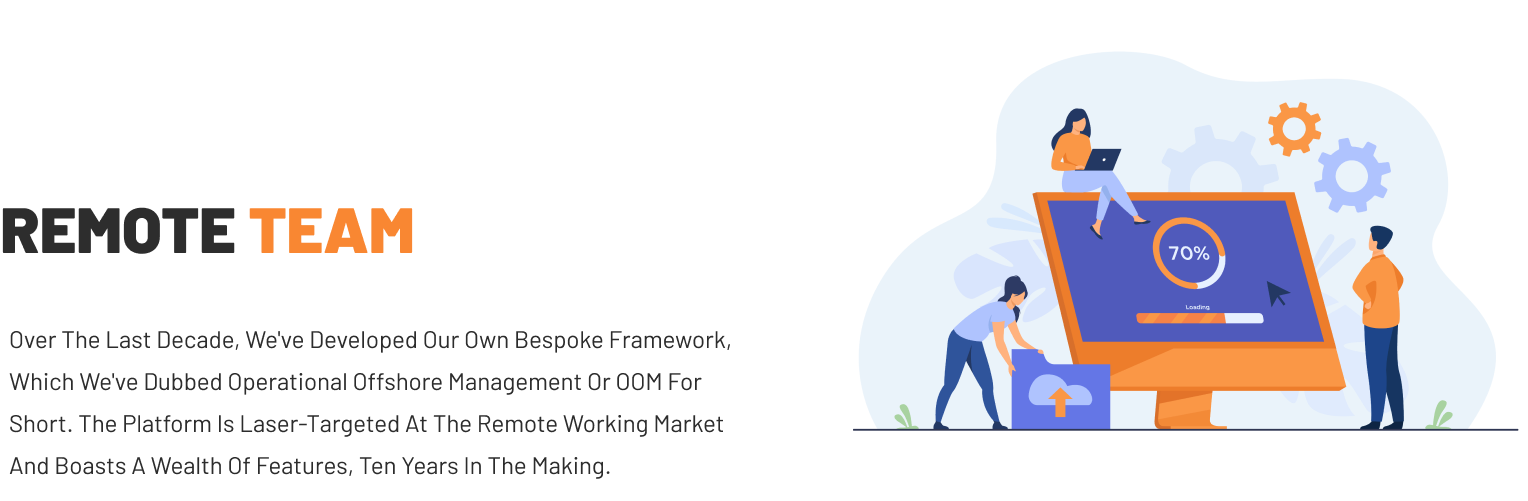 REMOTE TEAM
Over The Last Decade, We've Developed Our Own Bespoke Framework,
Which We've Dubbed Operational Offshore Management Or OOM For
Short. The Platform Is Laser-Targeted At The Remote Working Market
And Boasts A Wealth Of Features, Ten Years In The Making.
70%
Loading